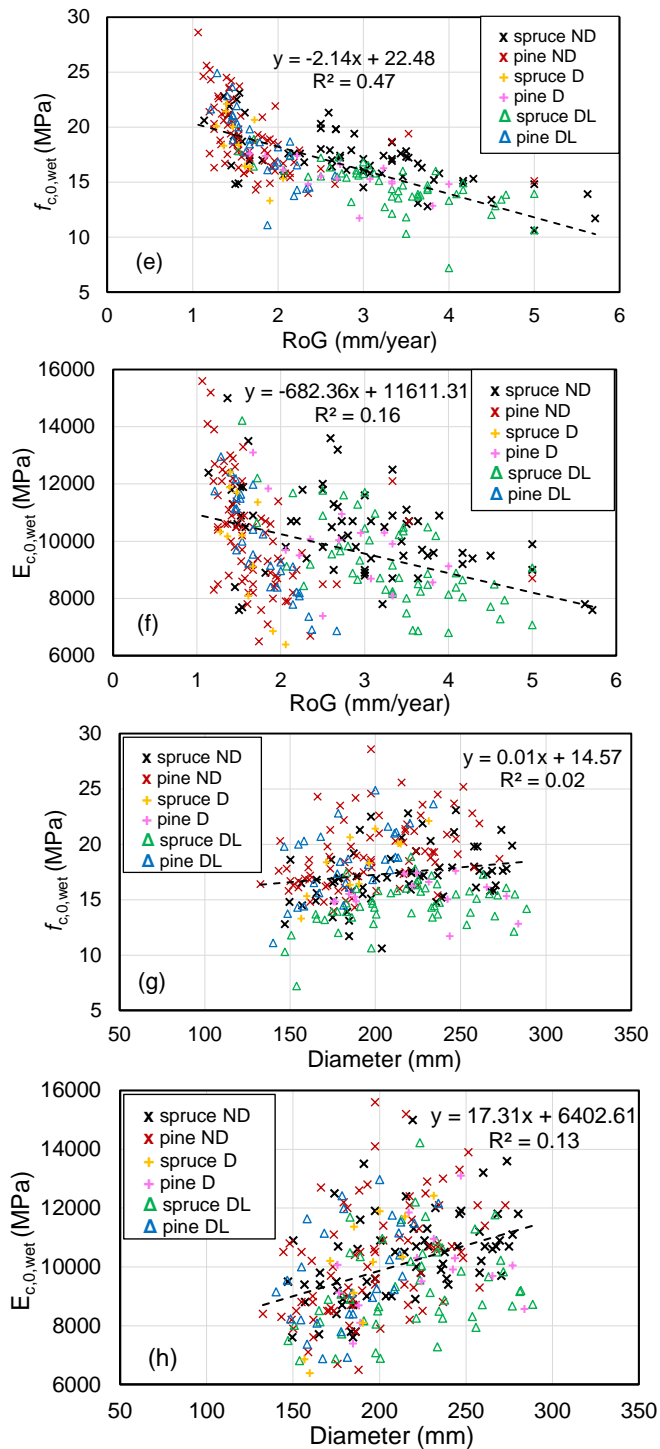 30
25
20
15
10
5
f c,0,wet (MPa)
y = -2.14x + 22.48
R² = 0.47
x spruce ND
x pine ND
+ spruce D
+ pine D
Δ spruce DL
Δ pine DL
(e)
0 1 2 3 4 5 6
RoG (mm/year)
16000
14000
12000
10000
8000
6000
E c,0,wet (MPa)
y = -682.36x + 11611.31
R² = 0.16
x spruce ND
x pine ND
+ spruce D
+ pine D
Δ spruce DL
Δ pine DL
(f)
0 1 2 3 4 5 6
RoG (mm/year)
30
25
20
15
10
5
f c,0,wet (MPa)
x spruce ND
x pine ND
+ spruce D
+ pine D
Δ spruce DL
Δ pine DL
y = 0.01x + 14.57
R² = 0.02
(g)
50 100 150 200 250 300 350
Diameter (mm)
16000
14000
12000
10000
8000
6000
E c,0,wet (MPa)
x spruce ND
x pine ND
+ spruce D
+ pine D
Δ spruce DL
Δ pine DL
y = 17.31x + 6402.61
R² = 0.13
(h)
50 100 150 200 250 300 350
Diameter (mm)